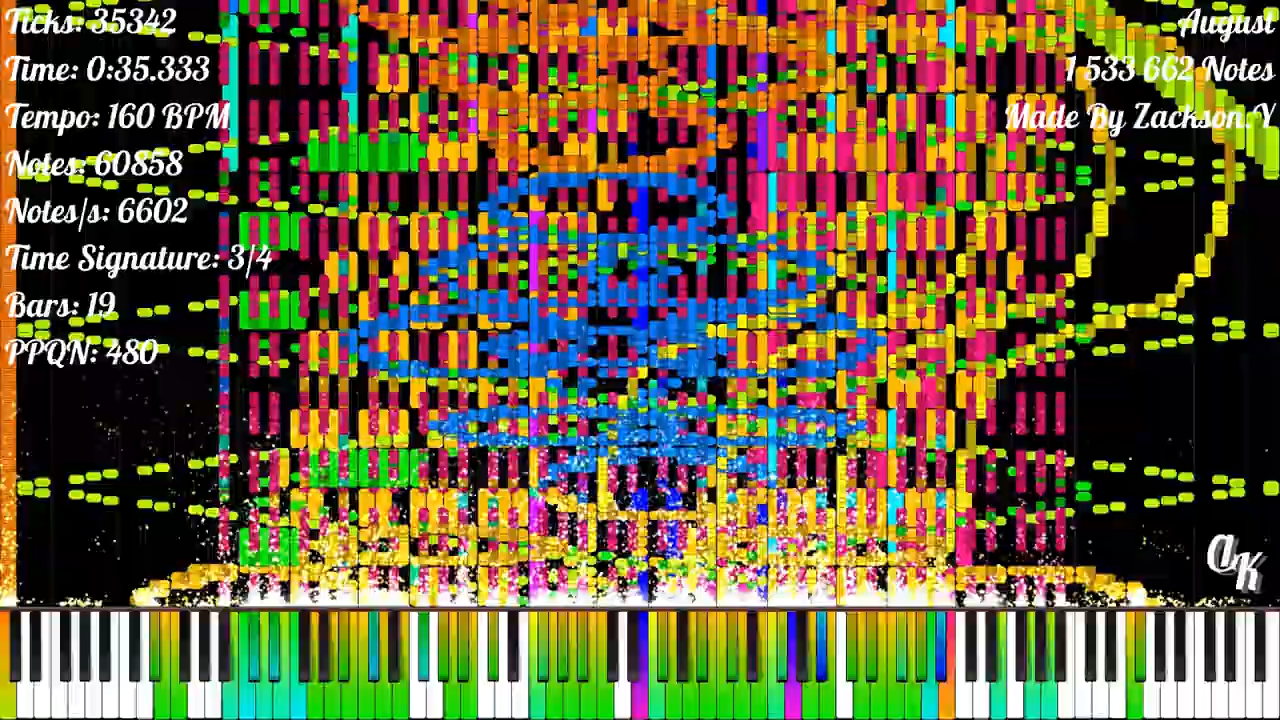 Ticks: 35342
Time: 0:35.333
Tempo: 160 BPM
Notes: 60858
Notes/s: 6602
Time Signature: 3/4
Bars: 19
PPQN: 480
August
1 533 662 Notes
Made By Zackson.Y
AK